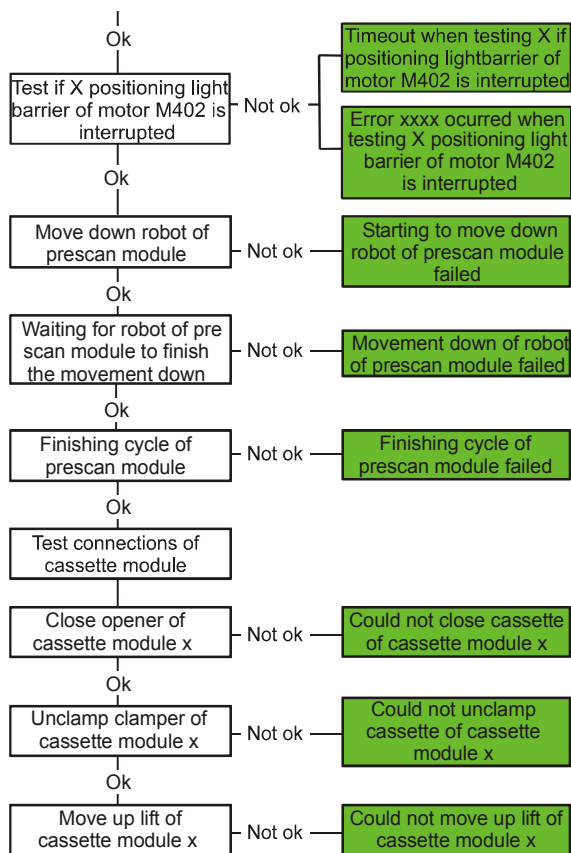 Ok
Test if X positioning light
barrier of motor M402 is
interrupted
Not ok
Timeout when testing X if
positioning lightbarrier of
motor M402 is interrupted
Error xxxx ocurred when
testing X positioning light
barrier of motor M402
is interrupted
Ok
Move down robot of
prescan module
Not ok
Starting to move down
robot of prescan module
failed
Ok
Waiting for robot of pre
scan module to finish
the movement down
Not ok
Movement down of robot
of prescan module failed
Ok
Finishing cycle of
prescan module
Not ok
Finishing cycle of
prescan module failed
Ok
Test connections of
cassette module
Close opener of
cassette module x
Not ok
Could not close cassette
of cassette module x
Ok
Unclamp clamper of
cassette module x
Not ok
Could not unclamp
cassette of cassette
module x
Ok
Move up lift of
cassette module x
Not ok
Could not move up lift of
cassette module x